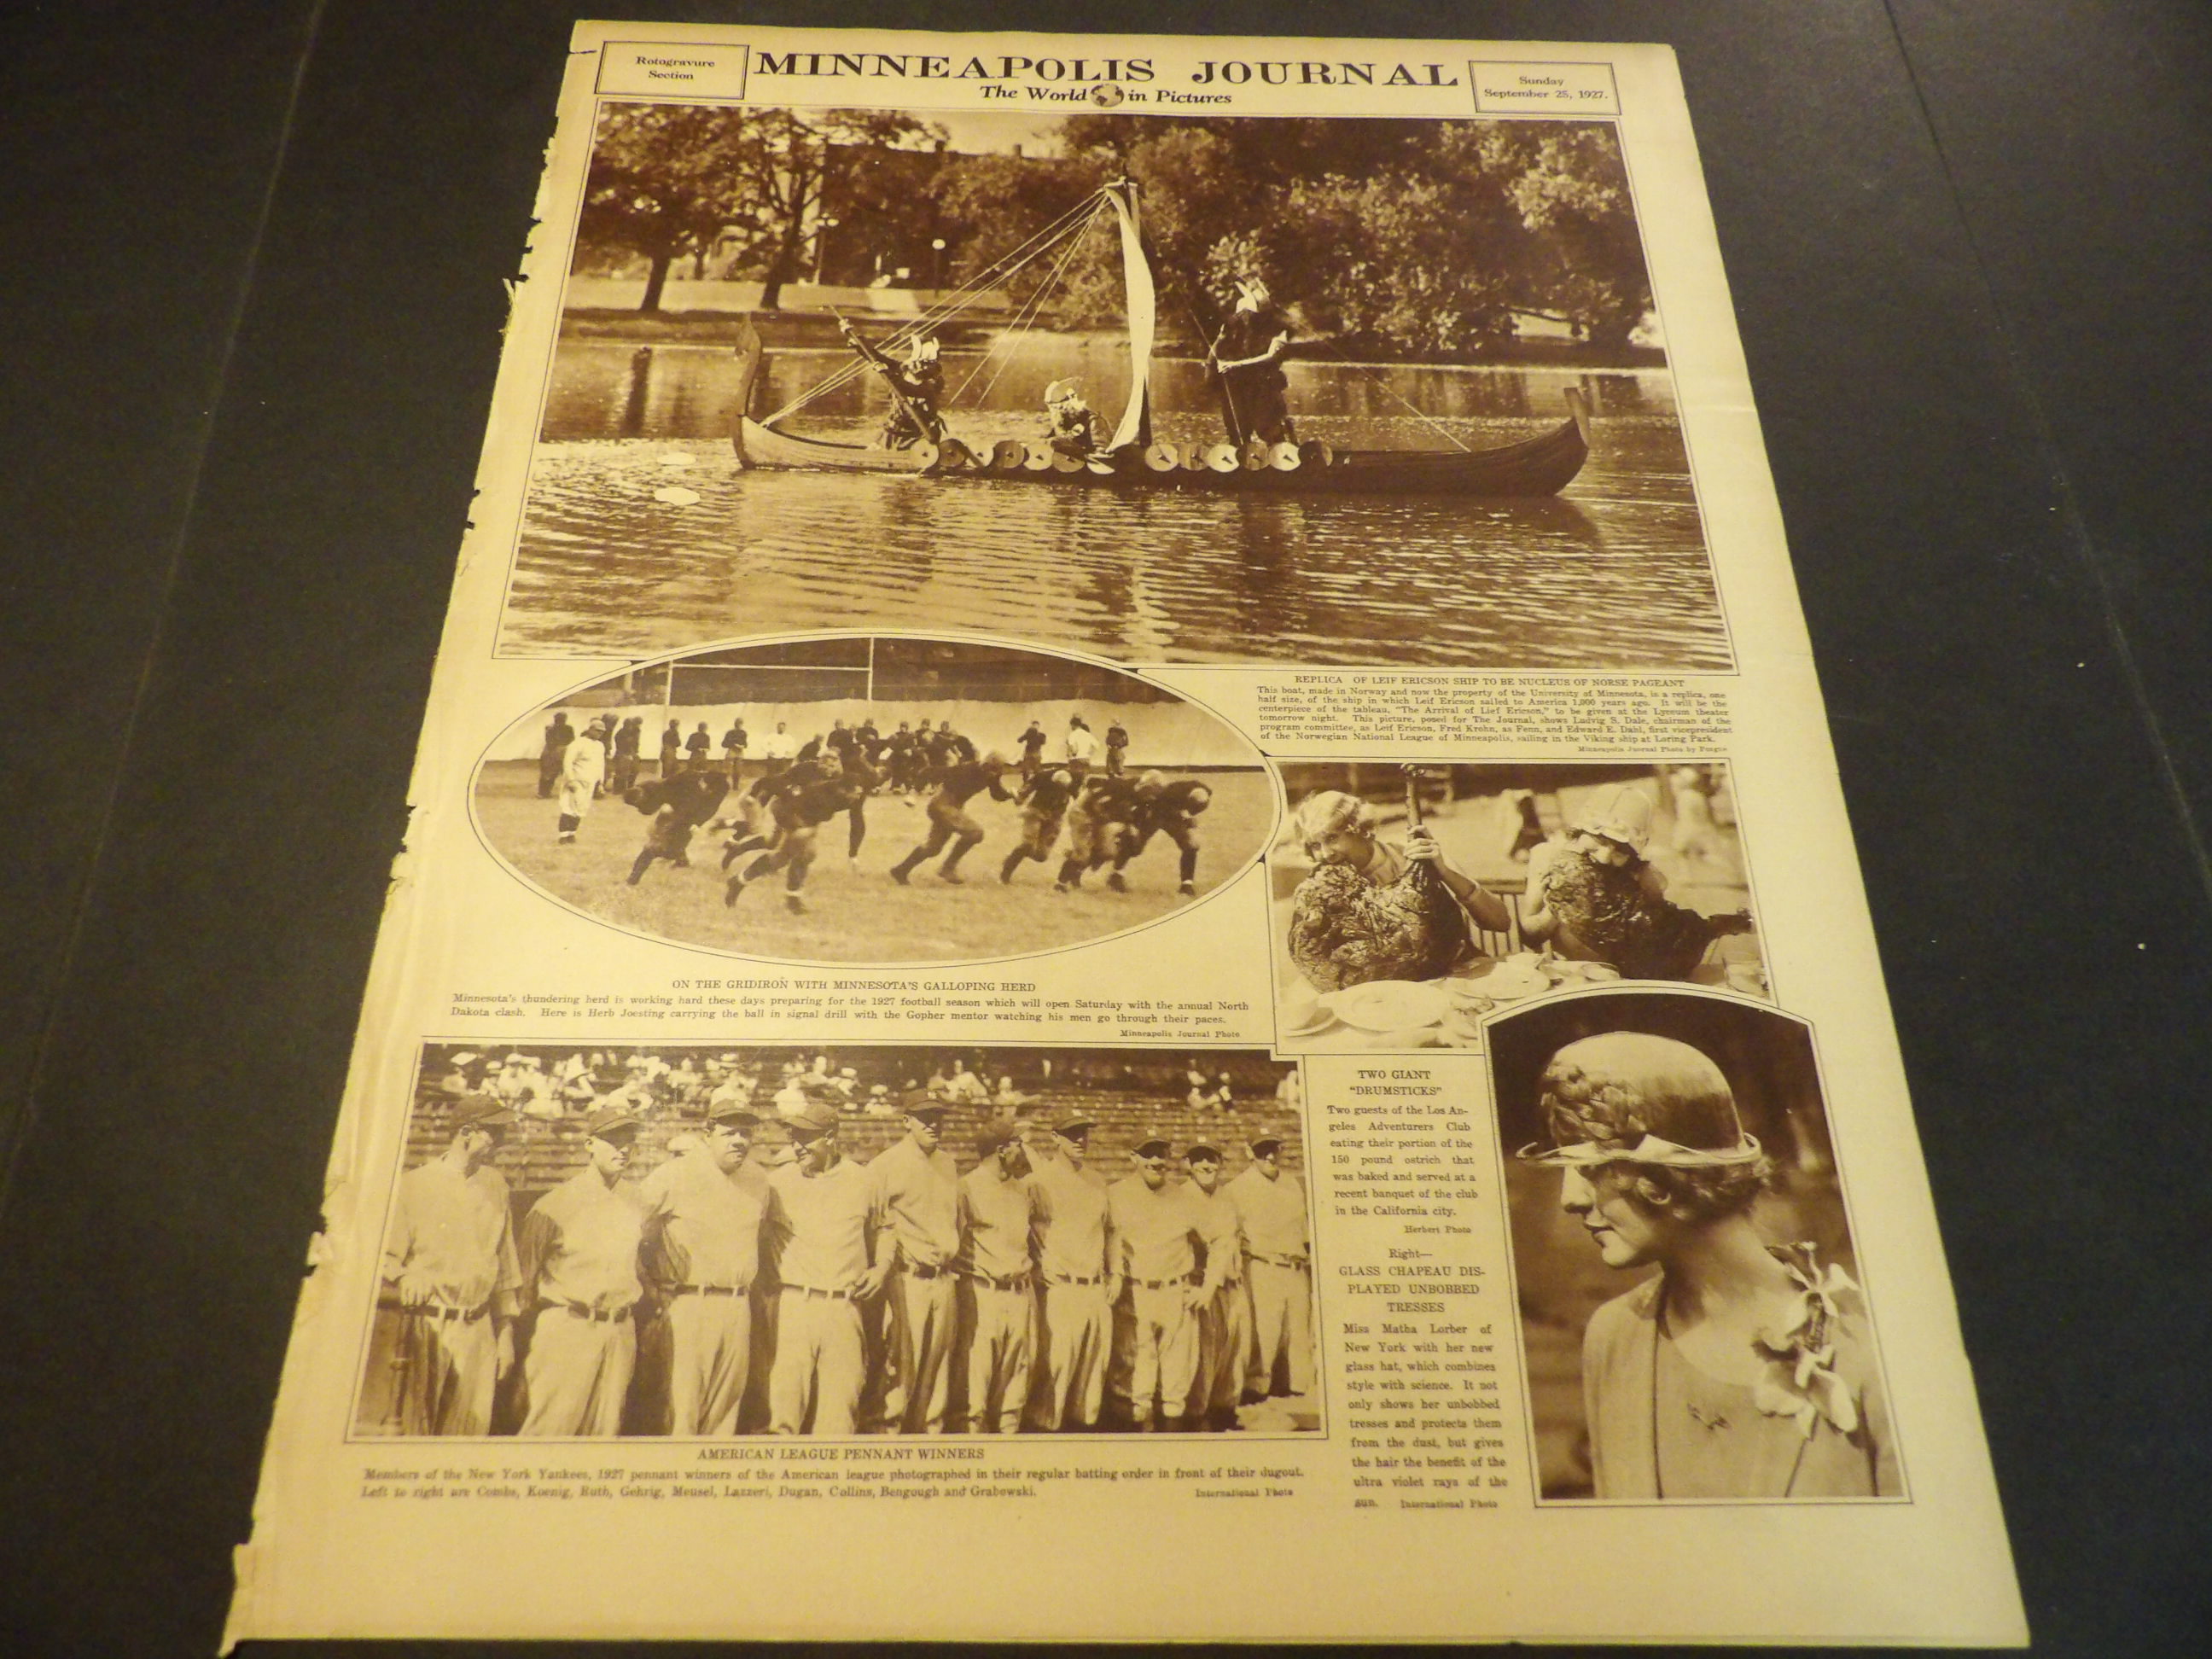 Rotogravure
Section
MINNEAPOLIS JOURNAL
The World in Pictures
Sunday
September 25, 1927.
REPLICA OF LEIF ERICSON SHIP TO BE NUCLEUS OF NORSE PAGEANT
This boat, made in Norway and now the property of the University of Minnesota, is a replica, one
half size, of the ship in which Leif Ericson sailed to America 1,000 years ago. It will be the
centerpiece of the tableau, "The Arrival of Lief Ericson," to be given at the Lyceum theater
tomorrow night. This picture, posed for The Journal, shows Ludvig S. Dale, chairman of the
program committee, as Leif Ericson, Fred Krohn, as Fenn, and Edward E. Dahl, first vicepresident
of the Norwegian National League of Minneapolis, sailing in the Viking ship at Loring Park.
Minneapolis Journal Photo by
ON THE GRIDIRON WITH MINNESOTA'S GALLOPING HERD
Minnesota's thundering herd is working hard these days preparing for the 1927 football season which will open Saturday with the annual North
Dakota clash. Here is Herb Joesting carrying the ball in signal drill with the Gopher mentor watching his men go through their paces.
Minneapolis Journal Photo
TWO GIANT
"DRUMSTICKS"
Two guests of the Los An-
geles Adventurers Club
eating their portion of the
150 pound ostrich that
was baked and served at a
recent banquet of the club
in the California city.
Herbert Photo
Right—
GLASS CHAPEAU DIS-
PLAYED UNBOBBED
TRESSES
Miss Matha Lorber of
New York with her new
glass hat, which combines
style with science. It not
only shows her unbobbed
tresses and protects them
from the dust, but gives
the hair the benefit of the
ultra violet rays of the
sun. International Photo
AMERICAN LEAGUE PENNANT WINNERS
Members of the New York Yankees, 1927 pennant winners of the American league photographed in their regular batting order in front of their dugout.
Left to right are Combs, Koenig, Ruth, Gehrig, Meusel, Lazzeri, Dugan, Collins, Bengough and Grabowski.
International Photo